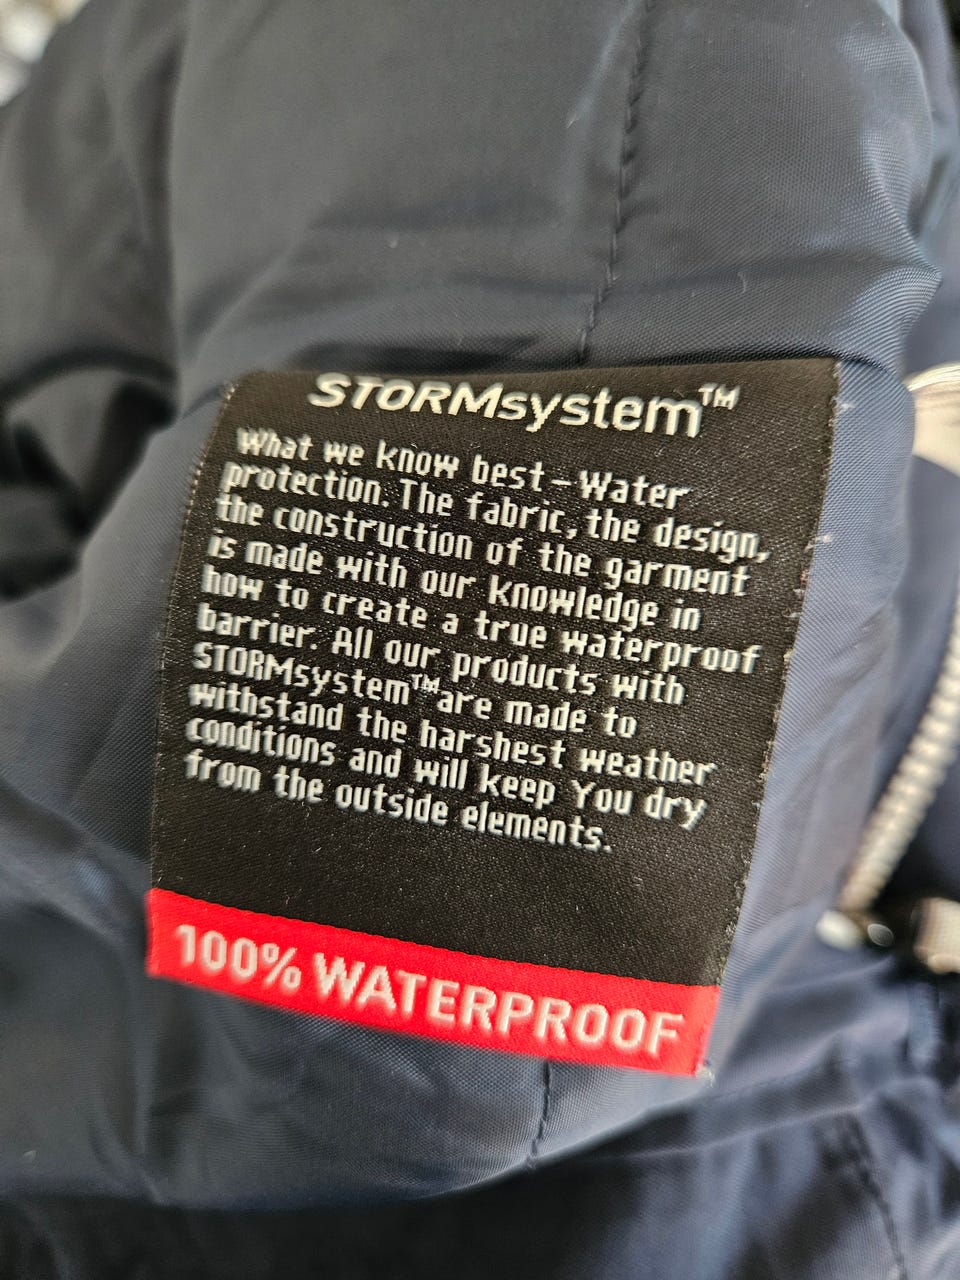 STORMsystem™
What we know best – Water
protection. The fabric, the design,
the construction of the garment
is made with our knowledge in
how to create a true waterproof
barrier. All our products with
STORMsystem™ are made to
withstand the harshest weather
conditions and will keep You dry
from the outside elements.
100% WATERPROOF